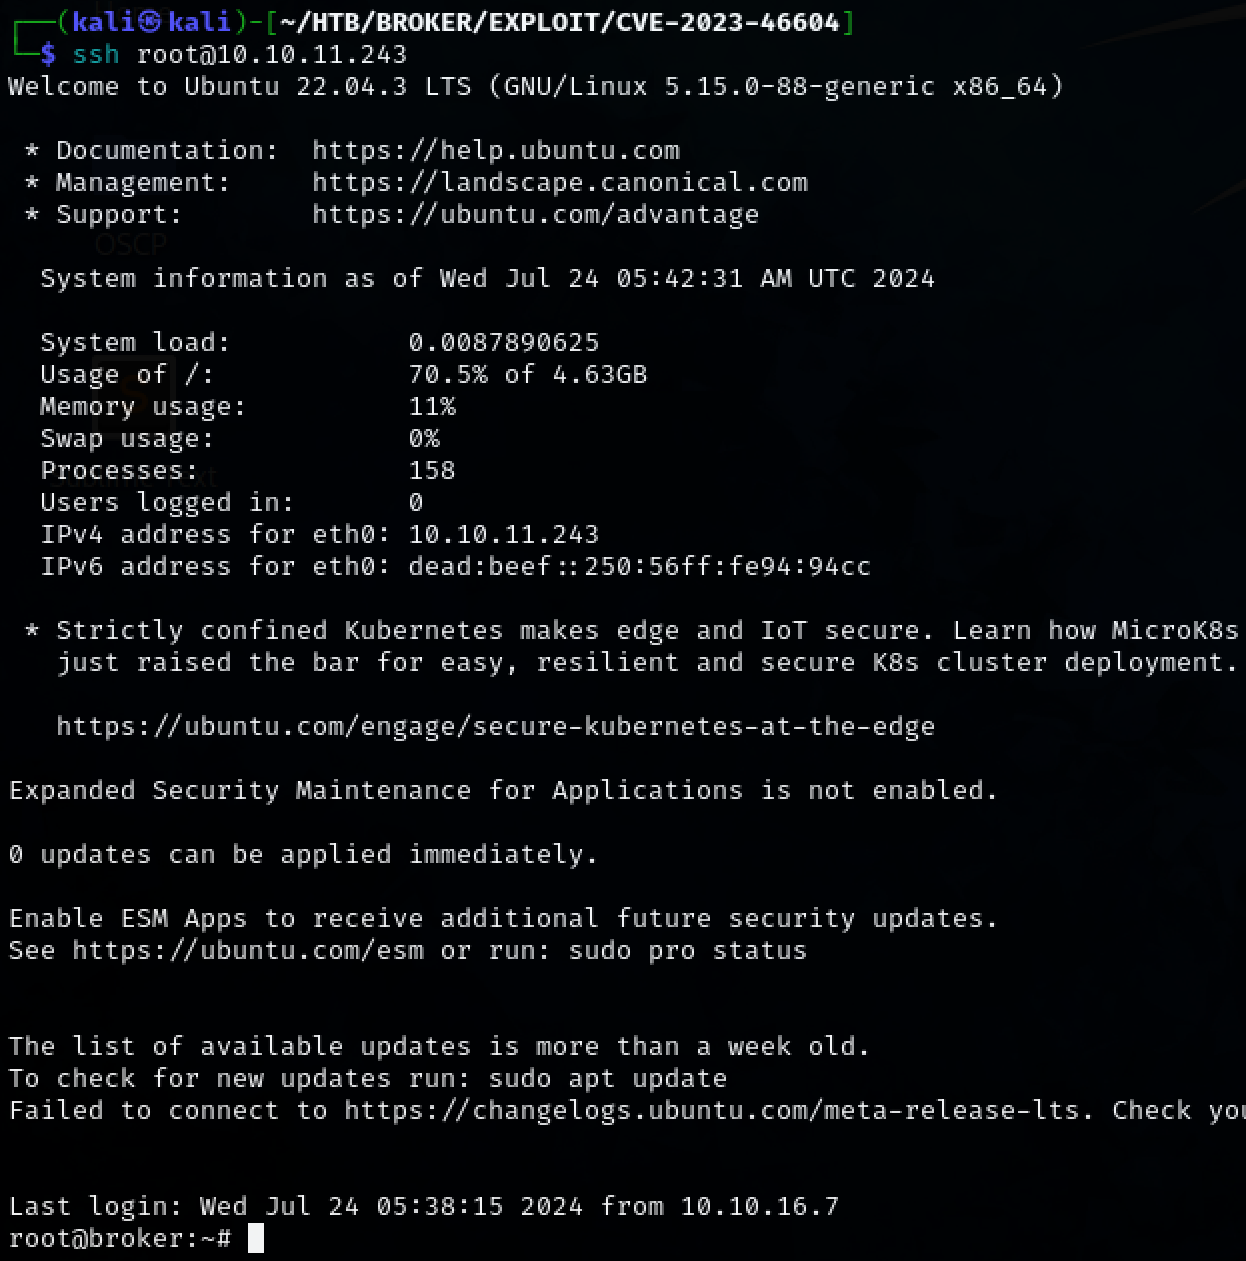 ┌──(kali㉿kali)-[~/HTB/BROKER/EXPLOIT/CVE-2023-46604]
└─$ ssh root@10.10.11.243
Welcome to Ubuntu 22.04.3 LTS (GNU/Linux 5.15.0-88-generic x86_64)

 * Documentation:  https://help.ubuntu.com
 * Management:     https://landscape.canonical.com
 * Support:        https://ubuntu.com/advantage
OSCP

  System information as of Wed Jul 24 05:42:31 AM UTC 2024

  System load:           0.0087890625
  Usage of /:            70.5% of 4.63GB
  Memory usage:          11%
  Swap usage:            0%
  Processes:             158
  Users logged in:       0
  IPv4 address for eth0: 10.10.11.243
  IPv6 address for eth0: dead:beef::250:56ff:fe94:94cc

 * Strictly confined Kubernetes makes edge and IoT secure. Learn how MicroK8s
   just raised the bar for easy, resilient and secure K8s cluster deployment.

   https://ubuntu.com/engage/secure-kubernetes-at-the-edge

Expanded Security Maintenance for Applications is not enabled.

0 updates can be applied immediately.

Enable ESM Apps to receive additional future security updates.
See https://ubuntu.com/esm or run: sudo pro status

The list of available updates is more than a week old.
To check for new updates run: sudo apt update
Failed to connect to https://changelogs.ubuntu.com/meta-release-lts. Check you

Last login: Wed Jul 24 05:38:15 2024 from 10.10.16.7
root@broker:~#